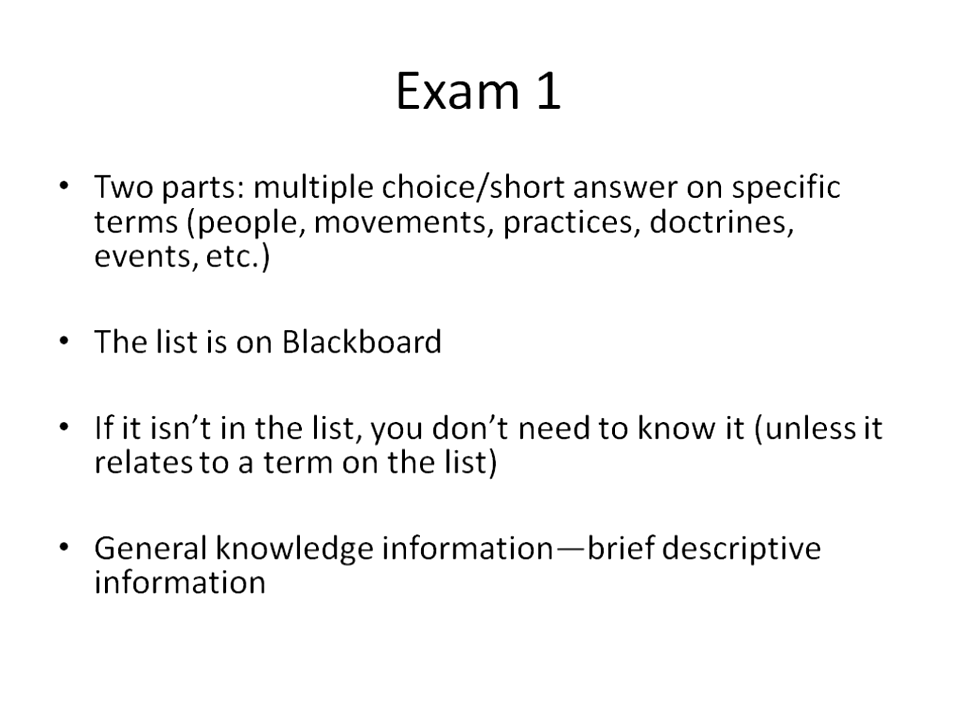 Exam 1
• Two parts: multiple choice/short answer on specific
terms (people, movements, practices, doctrines,
events, etc.)
• The list is on Blackboard
• If it isn’t in the list, you don’t need to know it (unless it
relates to a term on the list)
• General knowledge information—brief descriptive
information